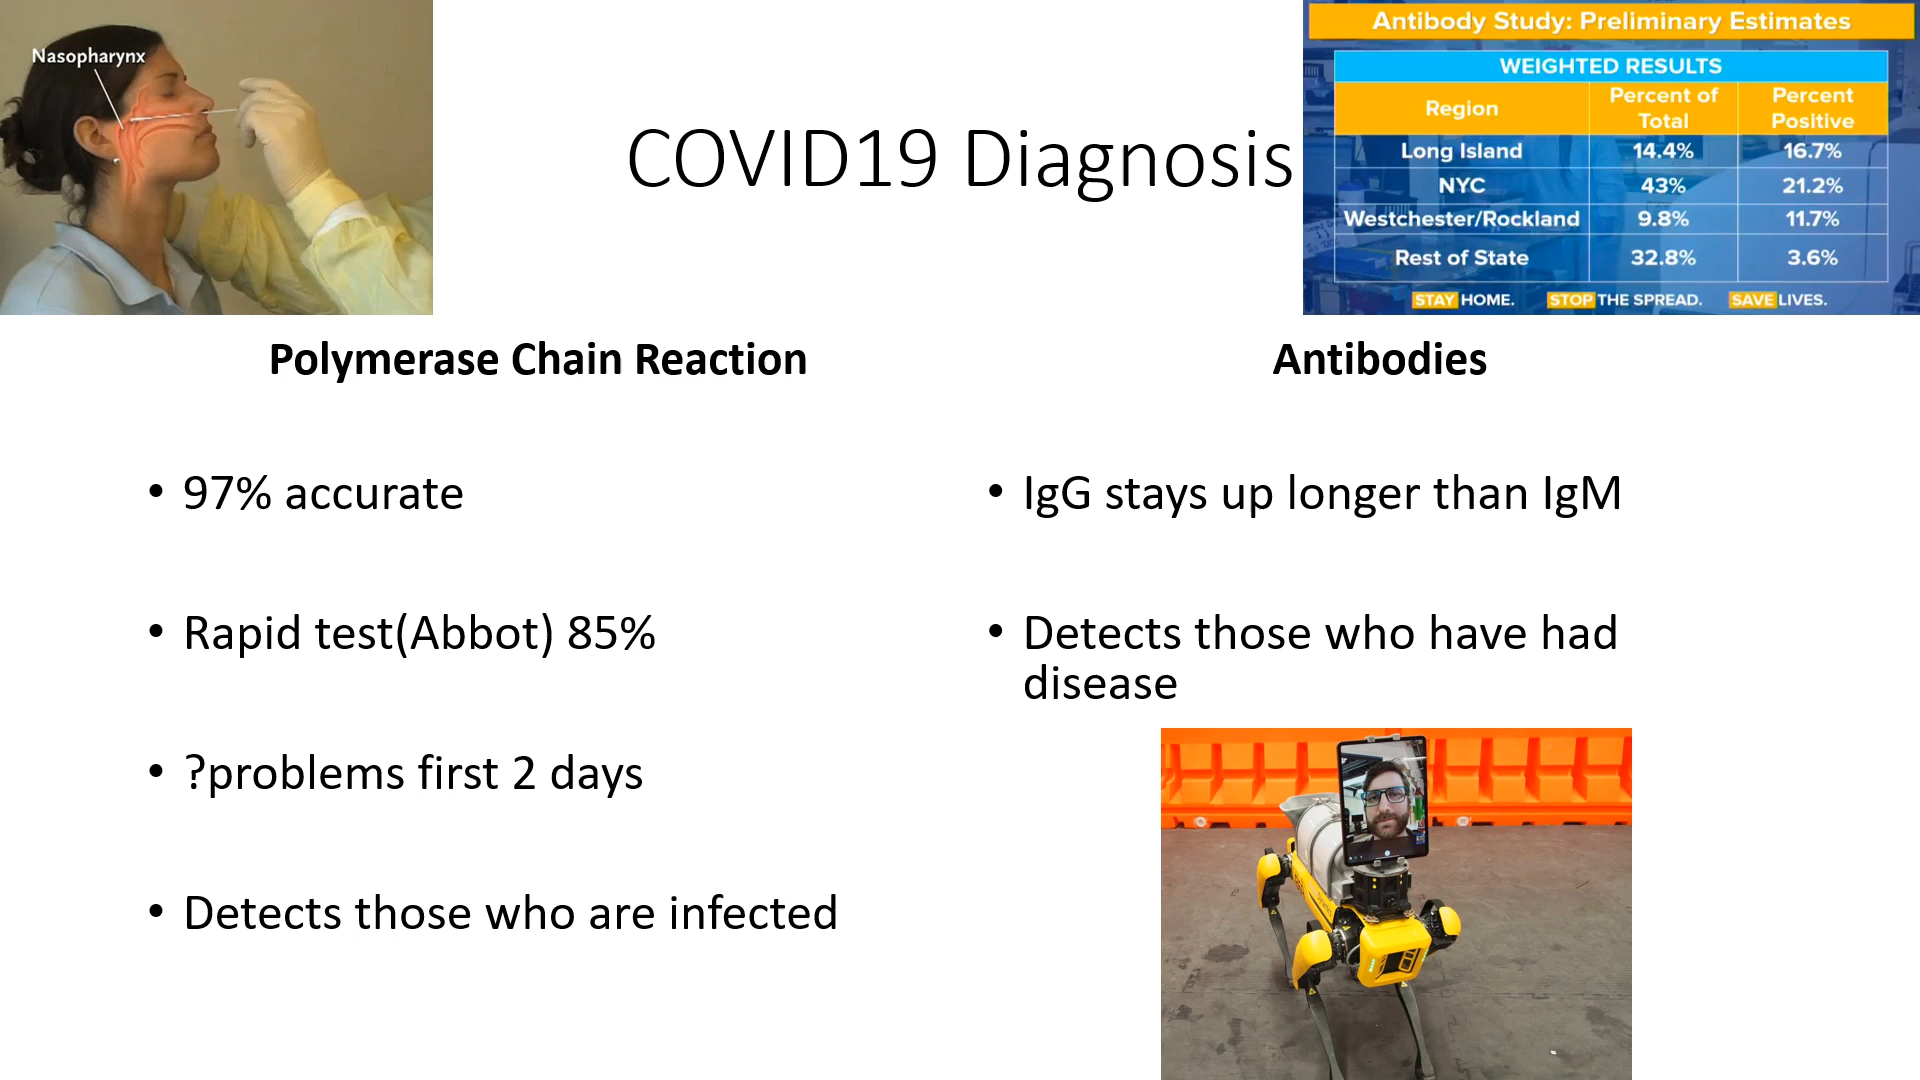 Nasopharynx
COVID19 Diagnosis
Antibody Study: Preliminary Estimates
WEIGHTED RESULTS
Region Percent of Total Percent Positive
Long Island 14.4% 16.7%
NYC 43% 21.2%
Westchester/Rockland 9.8% 11.7%
Rest of State 32.8% 3.6%
STAY HOME. STOP THE SPREAD. SAVE LIVES.
Polymerase Chain Reaction
• 97% accurate
• Rapid test(Abbot) 85%
• ?problems first 2 days
• Detects those who are infected
Antibodies
• IgG stays up longer than IgM
• Detects those who have had
disease